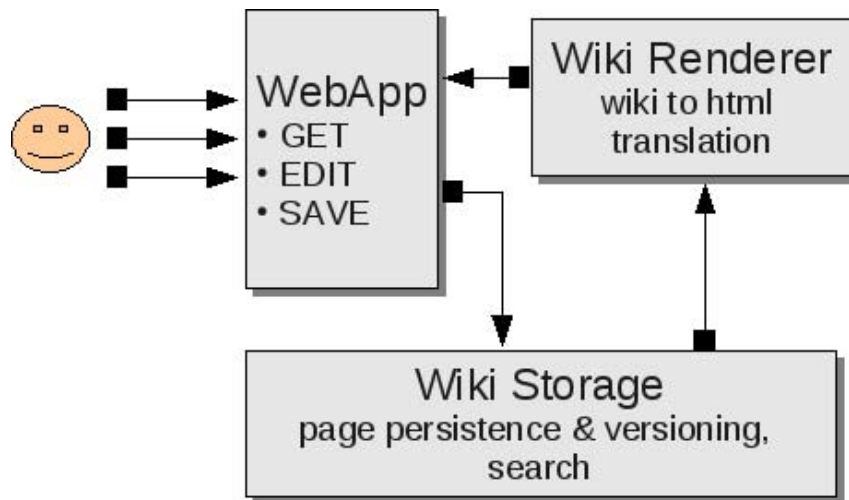 WebApp
• GET
• EDIT
• SAVE
Wiki Renderer
wiki to html
translation
Wiki Storage
page persistence & versioning,
search